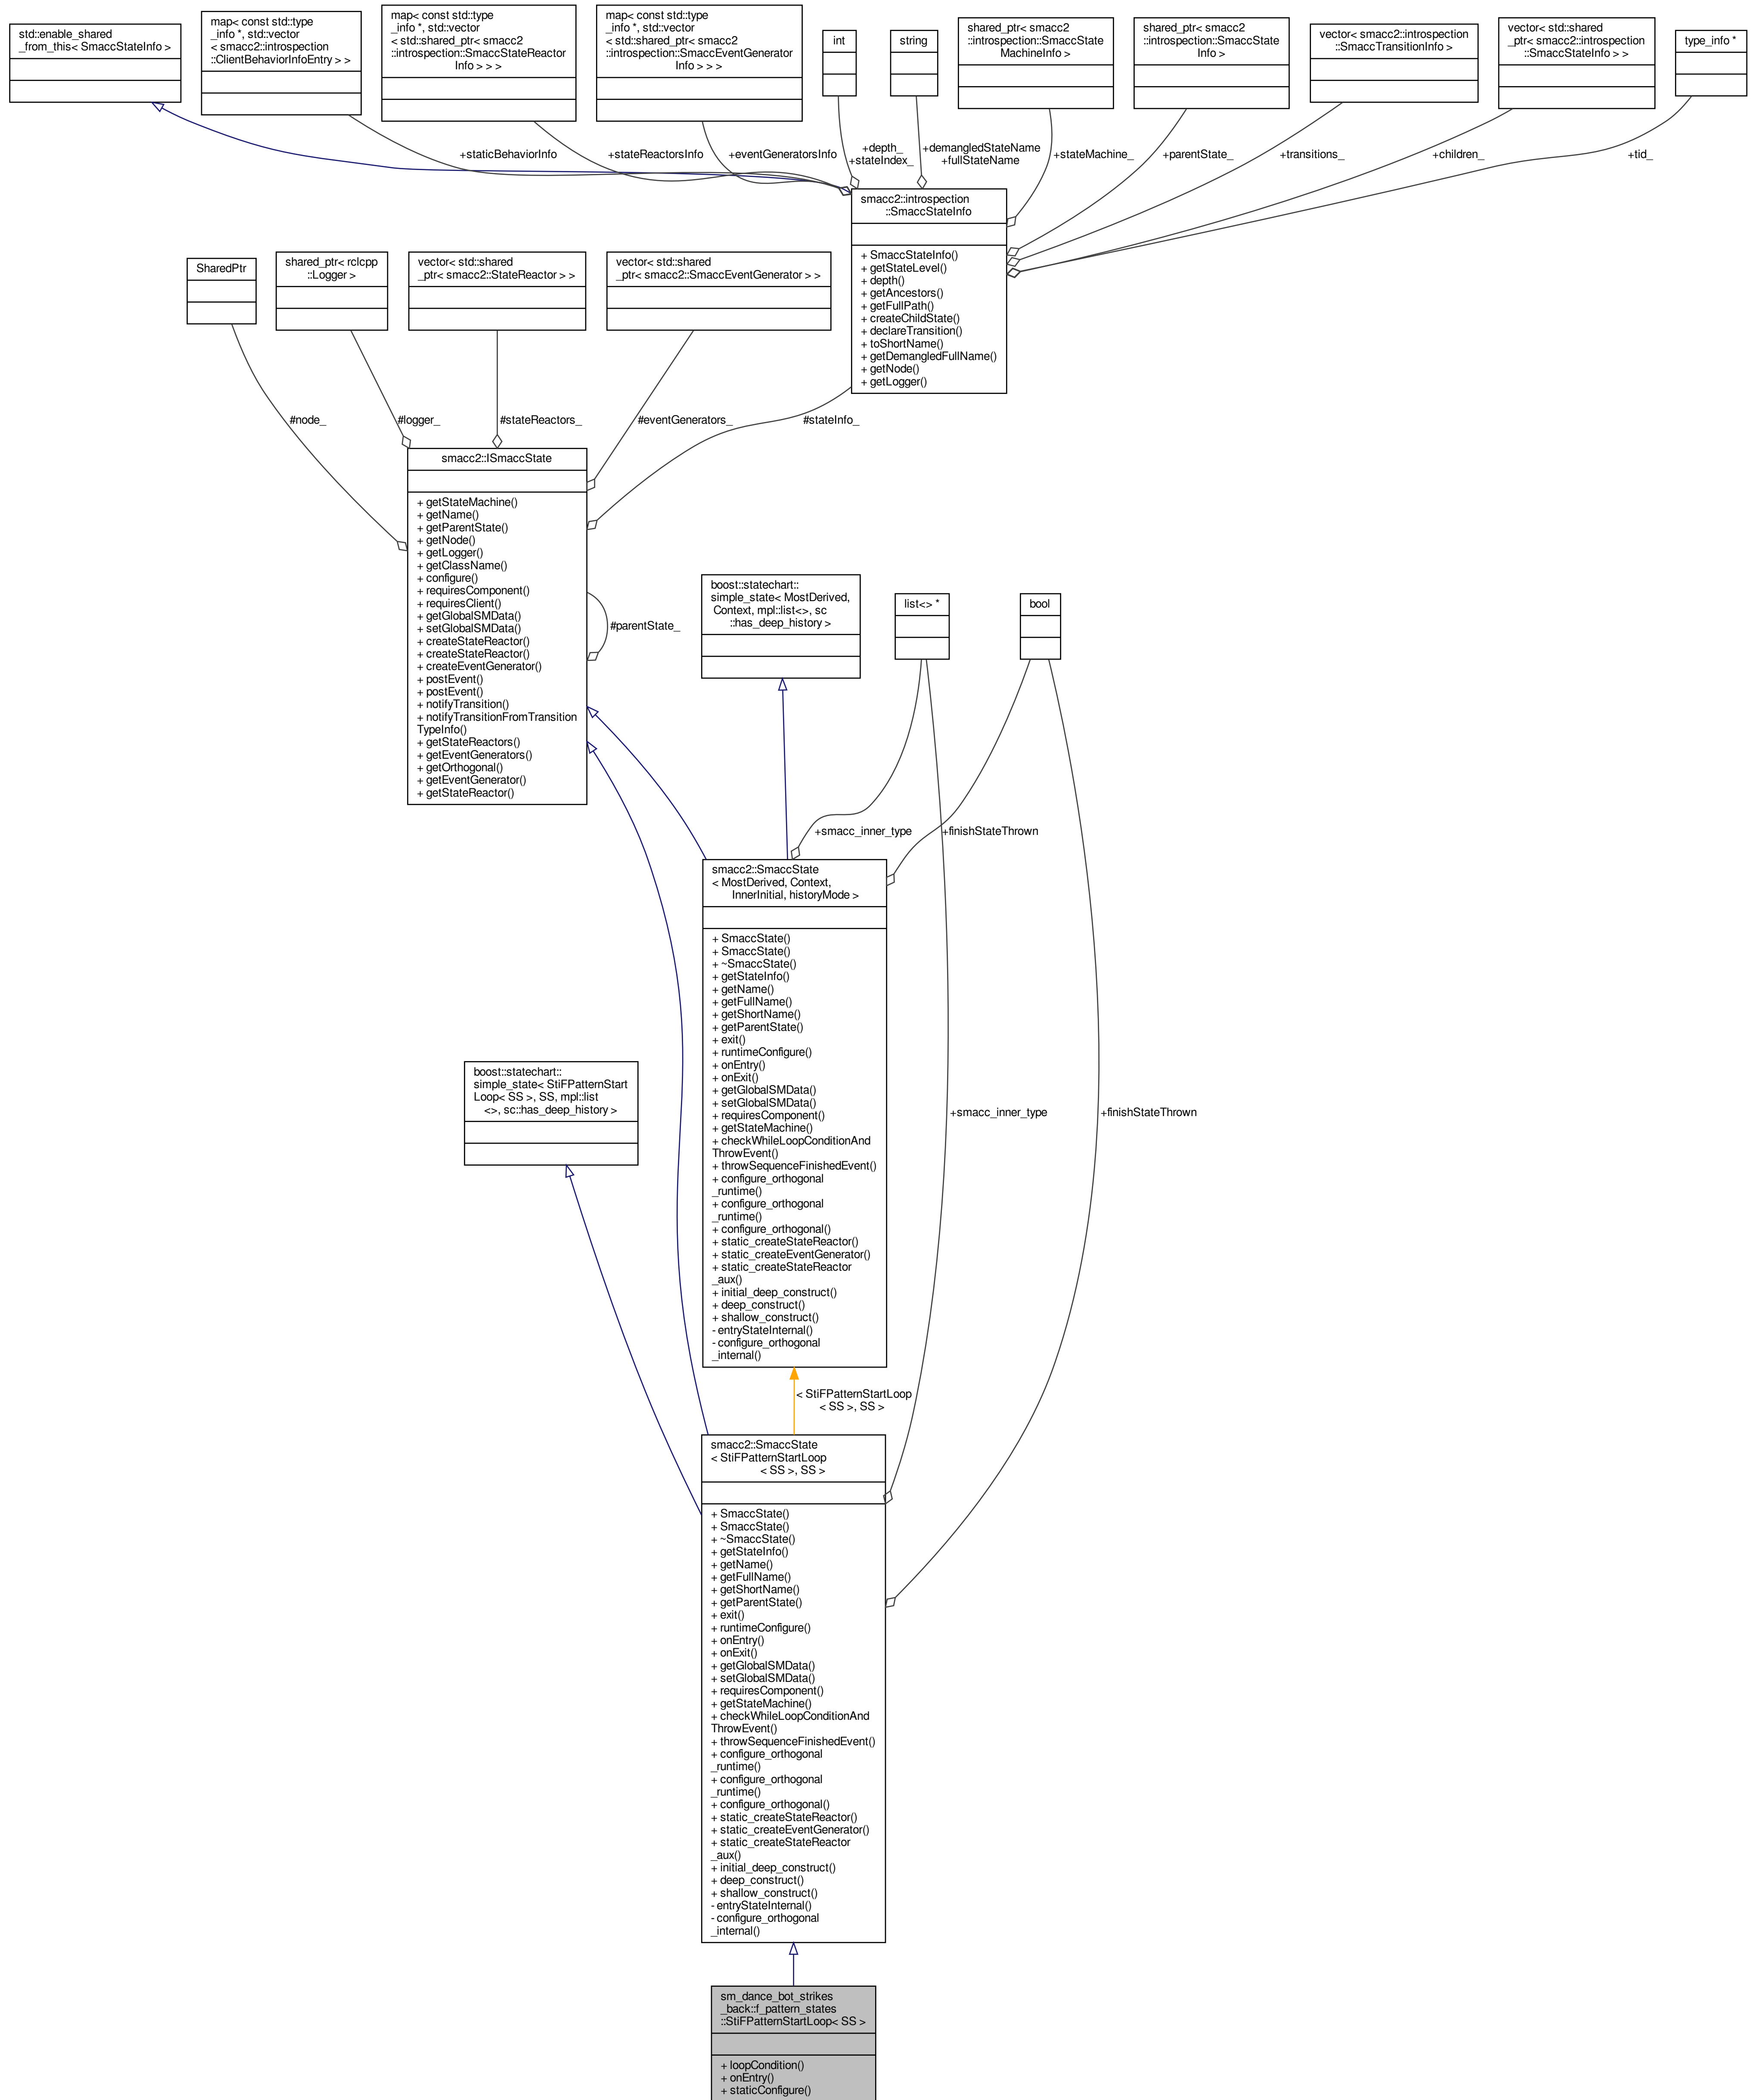 std::enable_shared
_from_this< SmaccStateInfo >
map< const std::type
_info *, std::vector
< smacc2::introspection
::ClientBehaviorInfoEntry > >
map< const std::type
_info *, std::vector
< std::shared_ptr< smacc2
::introspection::SmaccStateReactor
Info > > >
map< const std::type
_info *, std::vector
< std::shared_ptr< smacc2
::introspection::SmaccEventGenerator
Info > > >
int
string
shared_ptr< smacc2
::introspection::SmaccState
MachineInfo >
shared_ptr< smacc2
::introspection::SmaccState
Info >
vector< smacc2::introspection
::SmaccTransitionInfo >
vector< std::shared
_ptr< smacc2::introspection
::SmaccStateInfo > >
type_info *
+staticBehaviorInfo
+stateReactorsInfo
+eventGeneratorsInfo
+depth_
+stateIndex_
+demangledStateName
+fullStateName
+stateMachine_
+parentState_
+transitions_
+children_
+tid_
smacc2::introspection
::SmaccStateInfo
+ SmaccStateInfo()
+ getStateLevel()
+ depth()
+ getAncestors()
+ getFullPath()
+ createChildState()
+ declareTransition()
+ toShortName()
+ getDemangledFullName()
+ getNode()
+ getLogger()
SharedPtr
shared_ptr< rclcpp
::Logger >
vector< std::shared
_ptr< smacc2::StateReactor > >
vector< std::shared
_ptr< smacc2::SmaccEventGenerator > >
#node_
#logger_
#stateReactors_
#eventGenerators_
#stateInfo_
smacc2::ISmaccState
+ getStateMachine()
+ getName()
+ getParentState()
+ getNode()
+ getLogger()
+ getClassName()
+ configure()
+ requiresComponent()
+ requiresClient()
+ getGlobalSMData()
+ setGlobalSMData()
+ createStateReactor()
+ createStateReactor()
+ createEventGenerator()
+ postEvent()
+ postEvent()
+ notifyTransition()
+ notifyTransitionFromTransition
TypeInfo()
+ getStateReactors()
+ getEventGenerators()
+ getOrthogonal()
+ getEventGenerator()
+ getStateReactor()
#parentState_
boost::statechart::
simple_state< MostDerived,
Context, mpl::list<>, sc
::has_deep_history >
list<> *
bool
+smacc_inner_type
+finishStateThrown
smacc2::SmaccState
< MostDerived, Context,
InnerInitial, historyMode >
+ SmaccState()
+ SmaccState()
+ ~SmaccState()
+ getStateInfo()
+ getName()
+ getFullName()
+ getShortName()
+ getParentState()
+ exit()
+ runtimeConfigure()
+ onEntry()
+ onExit()
+ getGlobalSMData()
+ setGlobalSMData()
+ requiresComponent()
+ getStateMachine()
+ checkWhileLoopConditionAnd
ThrowEvent()
+ throwSequenceFinishedEvent()
+ configure_orthogonal
_runtime()
+ configure_orthogonal
_runtime()
+ configure_orthogonal()
+ static_createStateReactor()
+ static_createEventGenerator()
+ static_createStateReactor
_aux()
+ initial_deep_construct()
+ deep_construct()
+ shallow_construct()
- entryStateInternal()
- configure_orthogonal
_internal()
boost::statechart::
simple_state< StiFPatternStart
Loop< SS >, SS, mpl::list
<>, sc::has_deep_history >
+smacc_inner_type
+finishStateThrown
< StiFPatternStartLoop
< SS >, SS >
smacc2::SmaccState
< StiFPatternStartLoop
< SS >, SS >
+ SmaccState()
+ SmaccState()
+ ~SmaccState()
+ getStateInfo()
+ getName()
+ getFullName()
+ getShortName()
+ getParentState()
+ exit()
+ runtimeConfigure()
+ onEntry()
+ onExit()
+ getGlobalSMData()
+ setGlobalSMData()
+ requiresComponent()
+ getStateMachine()
+ checkWhileLoopConditionAnd
ThrowEvent()
+ throwSequenceFinishedEvent()
+ configure_orthogonal
_runtime()
+ configure_orthogonal
_runtime()
+ configure_orthogonal()
+ static_createStateReactor()
+ static_createEventGenerator()
+ static_createStateReactor
_aux()
+ initial_deep_construct()
+ deep_construct()
+ shallow_construct()
- entryStateInternal()
- configure_orthogonal
_internal()
sm_dance_bot_strikes
_back::f_pattern_states
::StiFPatternStartLoop< SS >
+ loopCondition()
+ onEntry()
+ staticConfigure()